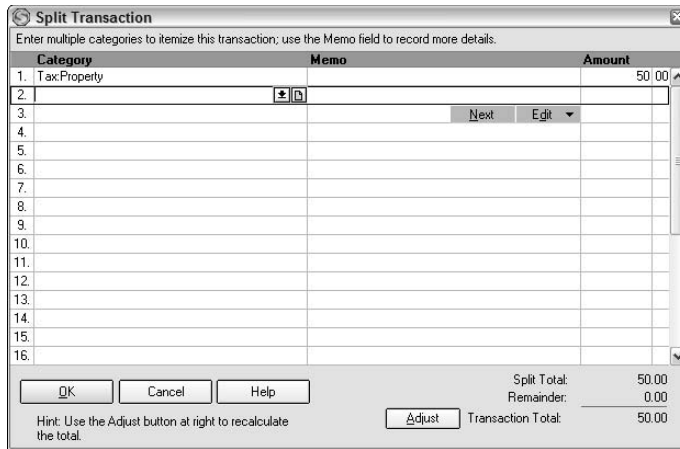 Split Transaction
Enter multiple categories to itemize this transaction; use the Memo field to record more details.
Category Memo Amount
1. Tax:Property 50 00
2.
3. Next Edit
4.
5.
6.
7.
8.
9.
10.
11.
12.
13.
14.
15.
16.
OK Cancel Help
Split Total: 50.00
Remainder: 0.00
Adjust Transaction Total: 50.00
Hint: Use the Adjust button at right to recalculate
the total.